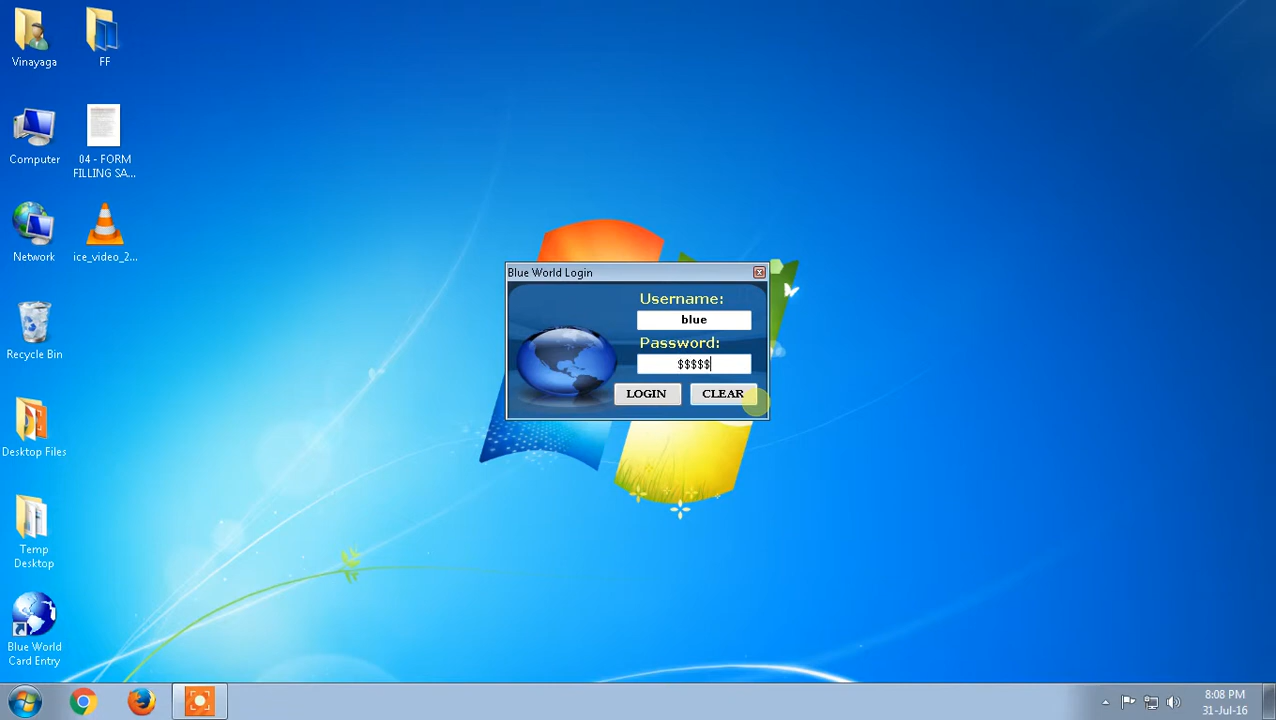 Vinayaga
FF
Computer
04 - FORM
FILLING SA...
Network
ice_video_2...
Recycle Bin
Desktop Files
Temp
Desktop
Blue World
Card Entry
Blue World Login
Username:
blue
Password:
$$$$$
LOGIN
CLEAR
8:08 PM
31-Jul-16